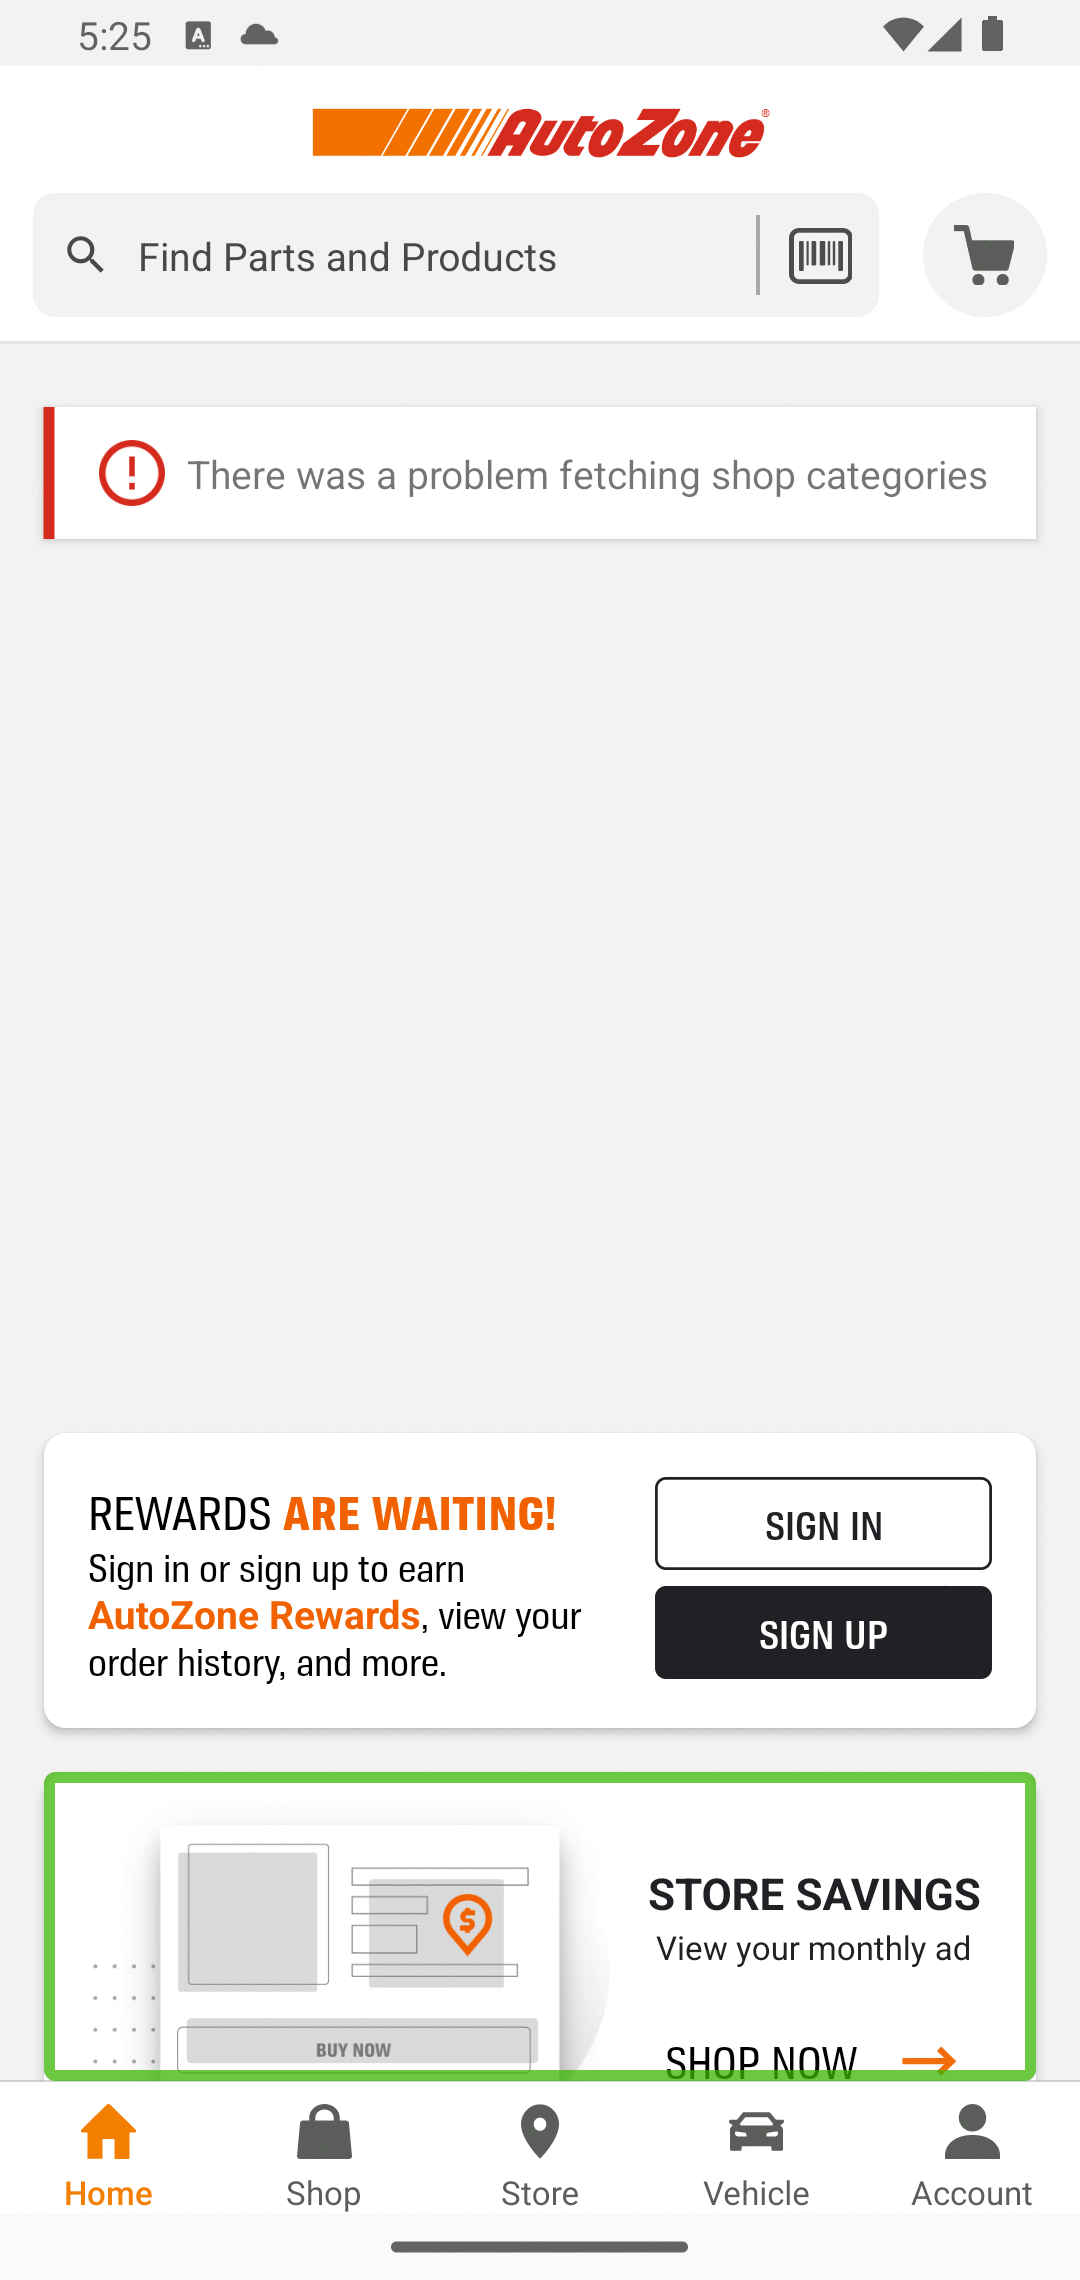 5:25
AutoZone®
Find Parts and Products
There was a problem fetching shop categories
REWARDS ARE WAITING!
Sign in or sign up to earn
AutoZone Rewards, view your
order history, and more.
SIGN IN
SIGN UP
STORE SAVINGS
View your monthly ad
BUY NOW
SHOP NOW
Home
Shop
Store
Vehicle
Account